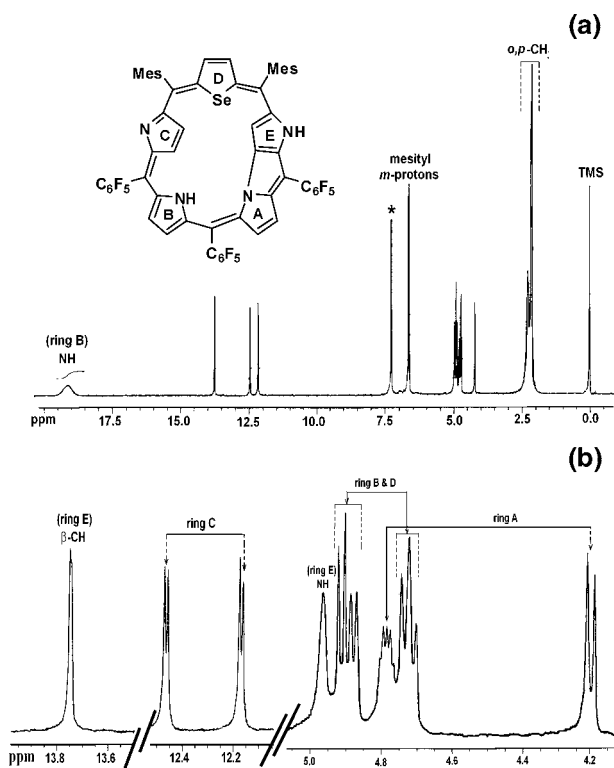 (a)
o,p-CH
Mes
D
Mes
Se
N
C
E
NH
mesityl
m-protons
TMS
C6F5
NH
N
C6F5
B
A
*
C6F5
(ring B)
NH
ppm 17.5 15.0 12.5 10.0 7.5 5.0 2.5 0.0
(b)
ring B & D
(ring E)
β-CH
ring C
ring A
(ring E)
NH
ppm 13.8 13.6 12.4 12.2 5.0 4.8 4.6 4.4 4.2